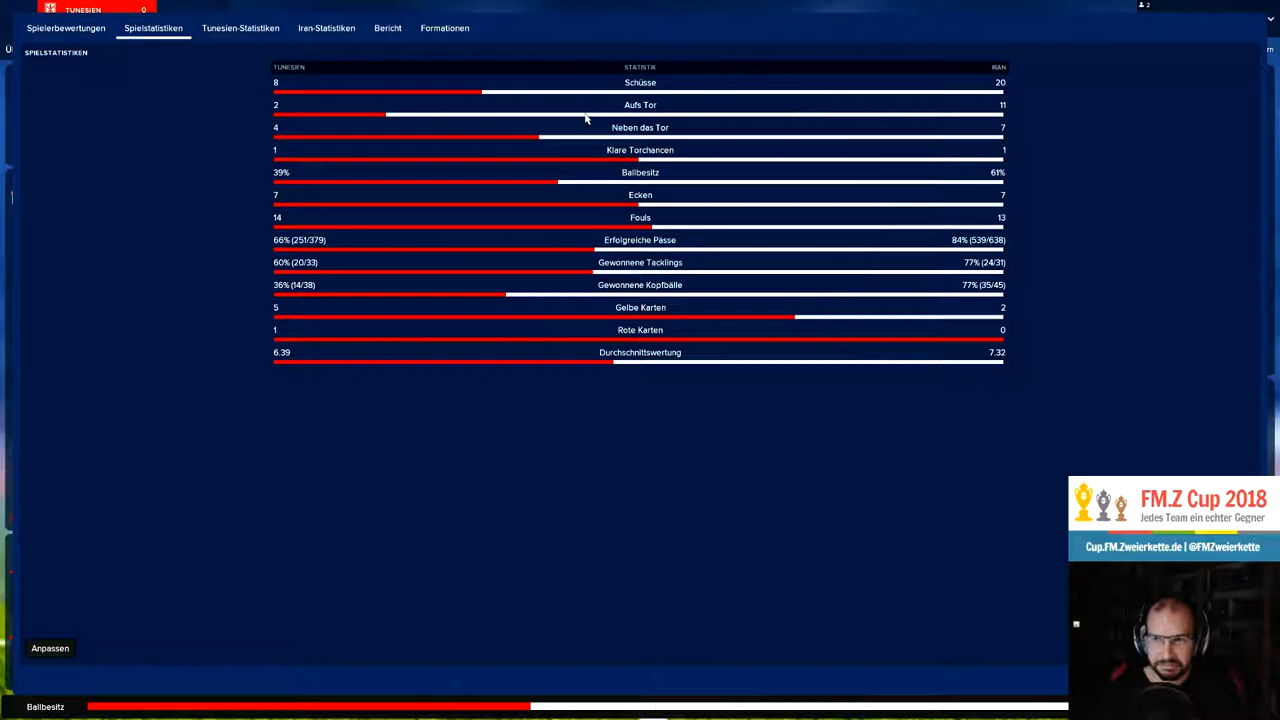 TUNESIEN 0
2
Spielerbewertungen Spielstatistiken Tunesien-Statistiken Iran-Statistiken Bericht Formationen
SPIELSTATISTIKEN
TUNESIEN STATISTIK IRAN
8 Schüsse 20
2 Aufs Tor 11
4 Neben das Tor 7
1 Klare Torchancen 1
39% Ballbesitz 61%
7 Ecken 7
14 Fouls 13
66% (251/379) Erfolgreiche Pässe 84% (539/638)
60% (20/33) Gewonnene Tacklings 77% (24/31)
36% (14/38) Gewonnene Kopfbälle 77% (35/45)
5 Gelbe Karten 2
1 Rote Karten 0
6.39 Durchschnittswertung 7.32
FM.Z Cup 2018
Jedes Team ein echter Gegner
Cup.FM.Zweierkette.de | @FMZweierkette
Anpassen
Ballbesitz